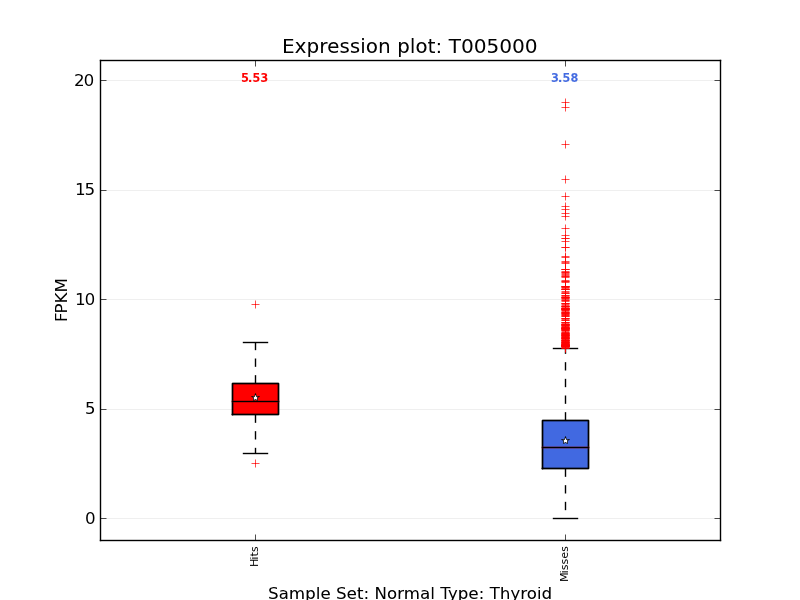 Expression plot: T005000
5.53
3.58
20
15
10
5
0
FPKM
Hits
Misses
Sample Set: Normal Type: Thyroid